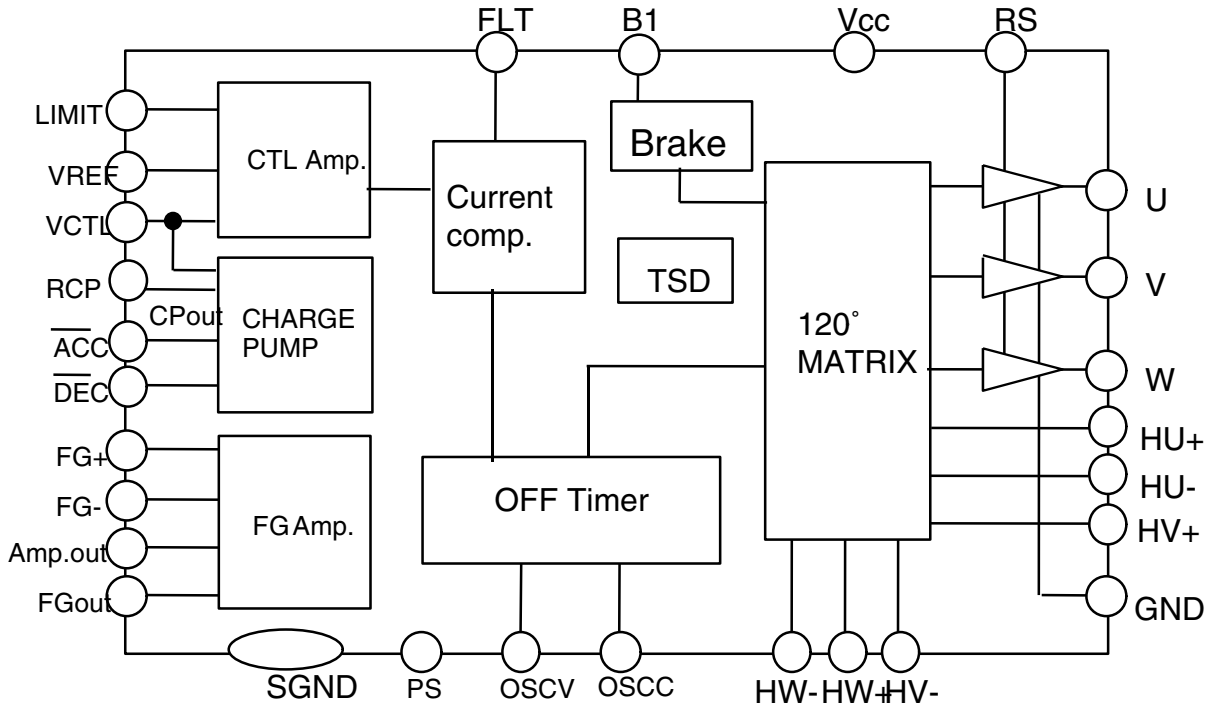 FLT
B1
Vcc
RS
LIMIT
VREF
VCTL
RCP
ACC
DEC
FG+
FG-
Amp.out
FGout
CTL Amp.
CPout
CHARGE
PUMP
FG Amp.
Current
comp.
Brake
TSD
120°
MATRIX
OFF Timer
U
V
W
HU+
HU-
HV+
GND
SGND
PS
OSCV
OSCC
HW-
HW+
HV-